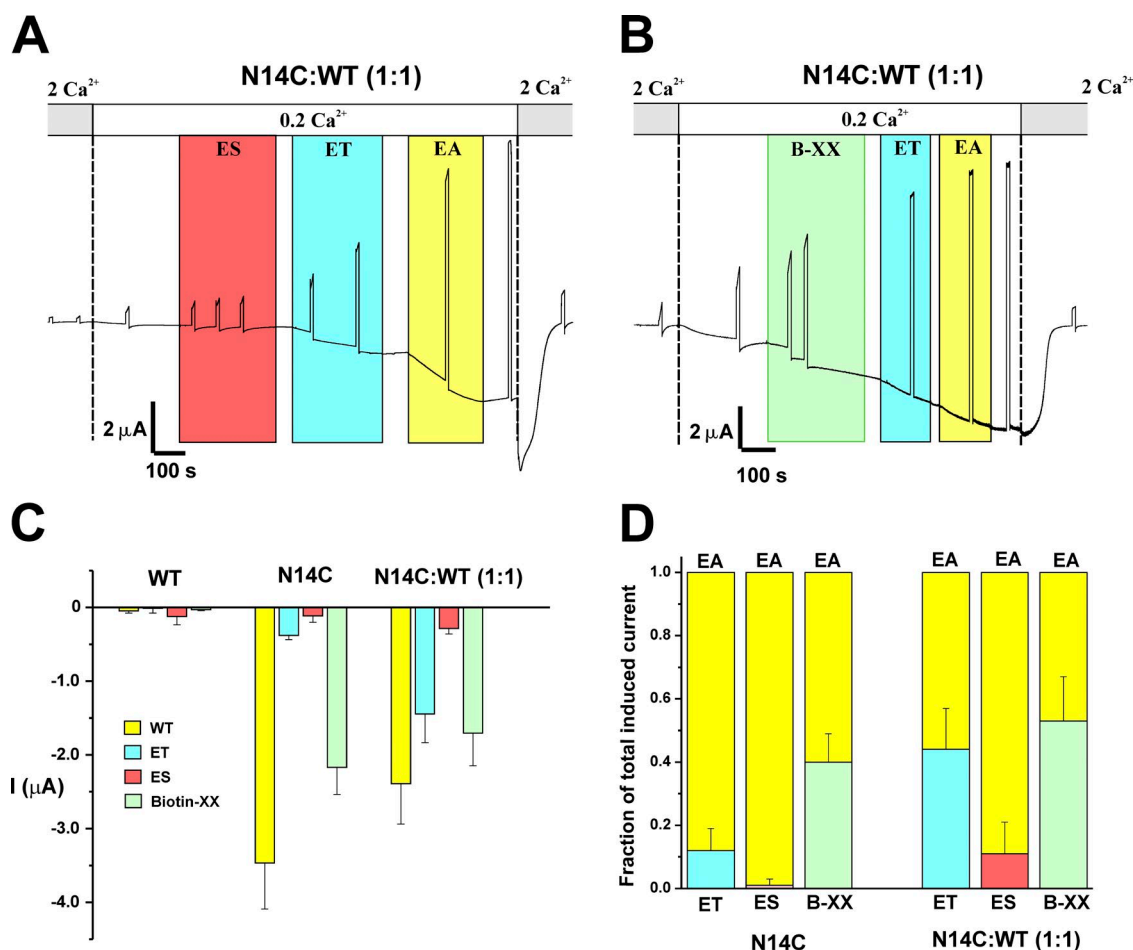 A
N14C:WT (1:1)
2 Ca²⁺
2 Ca²⁺
0.2 Ca²⁺
ES
ET
EA
2 μA
100 s
B
N14C:WT (1:1)
2 Ca²⁺
2 Ca²⁺
0.2 Ca²⁺
B-XX
ET
EA
2 μA
100 s
C
WT
N14C
N14C:WT (1:1)
0
-1.0
-2.0
-3.0
-4.0
I (μA)
WT
ET
ES
Biotin-XX
D
Fraction of total induced current
1.0
0.8
0.6
0.4
0.2
0.0
EA EA EA EA EA EA
ET ES B-XX ET ES B-XX
N14C N14C:WT (1:1)